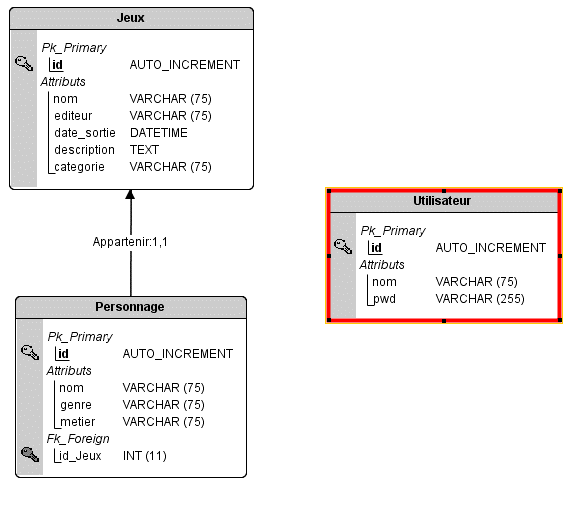 Jeux
Pk_Primary
id AUTO_INCREMENT
Attributs
nom VARCHAR (75)
editeur VARCHAR (75)
date_sortie DATETIME
description TEXT
categorie VARCHAR (75)
Appartenir:1,1
Personnage
Pk_Primary
id AUTO_INCREMENT
Attributs
nom VARCHAR (75)
genre VARCHAR (75)
metier VARCHAR (75)
Fk_Foreign
id_Jeux INT (11)
Utilisateur
Pk_Primary
id AUTO_INCREMENT
Attributs
nom VARCHAR (75)
pwd VARCHAR (255)